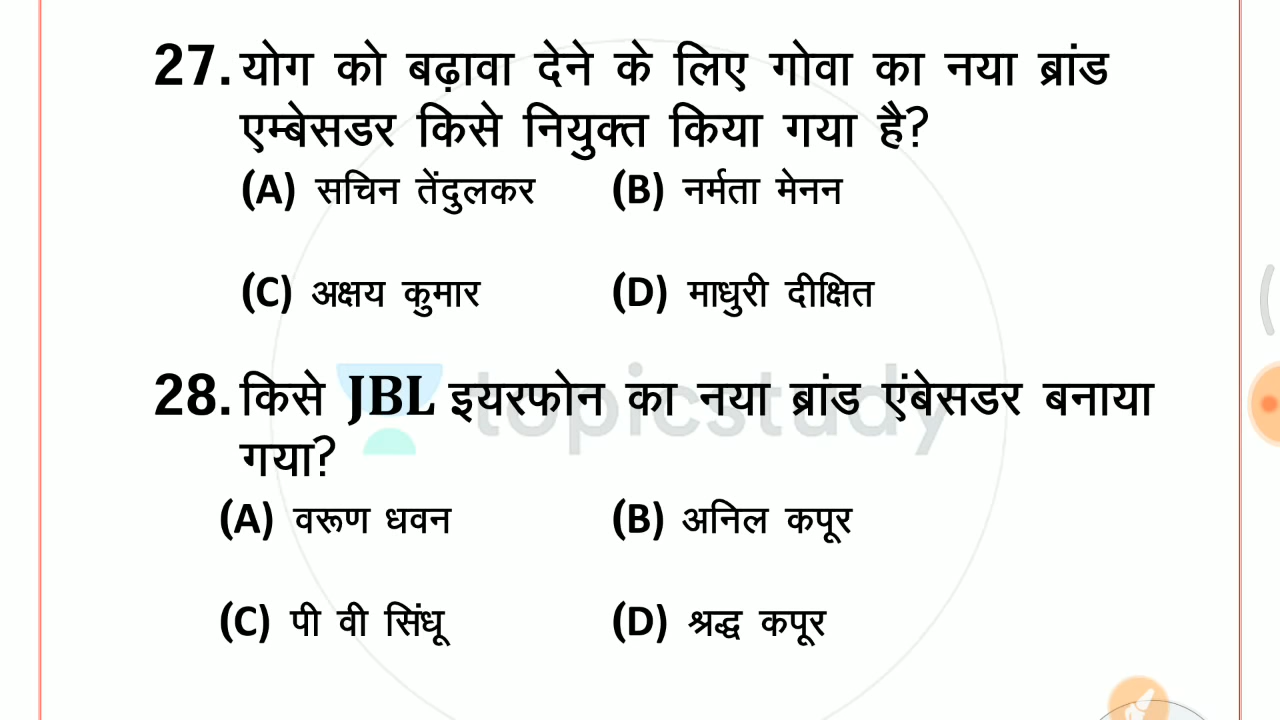 27. योग को बढ़ावा देने के लिए गोवा का नया ब्रांड
एम्बेसडर किसे नियुक्त किया गया है?
(A) सचिन तेंदुलकर (B) नर्मता मेनन
(C) अक्षय कुमार (D) माधुरी दीक्षित
28. किसे JBL इयरफोन का नया ब्रांड एंबेसडर बनाया
topicstudy
गया?
(A) वरूण धवन (B) अनिल कपूर
(C) पी वी सिंधू (D) श्रद्ध कपूर